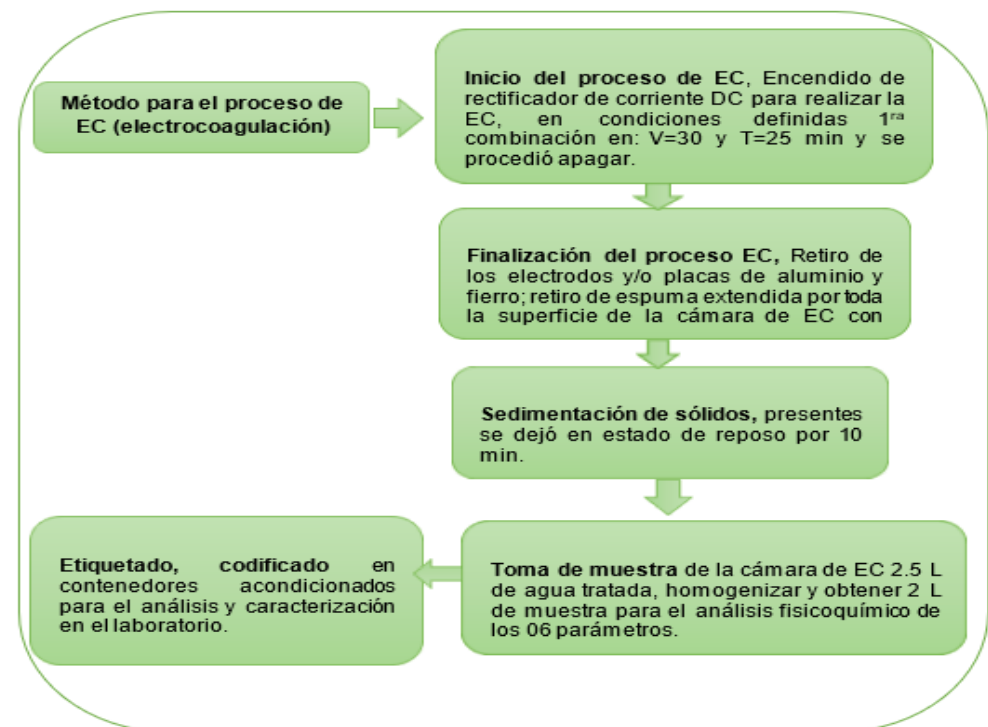 Método para el proceso de
EC (electrocoagulación)
Inicio del proceso de EC, Encendido de
rectificador de corriente DC para realizar la
EC, en condiciones definidas 1ra
combinación en: V=30 y T=25 min y se
procedió apagar.
Finalización del proceso EC, Retiro de
los electrodos y/o placas de aluminio y
fierro; retiro de espuma extendida por toda
la superficie de la cámara de EC con
Sedimentación de sólidos, presentes
se dejó en estado de reposo por 10
min.
Toma de muestra de la cámara de EC 2.5 L
de agua tratada, homogenizar y obtener 2 L
de muestra para el análisis fisicoquímico de
los 06 parámetros.
Etiquetado, codificado en
contenedores acondicionados
para el análisis y caracterización
en el laboratorio.